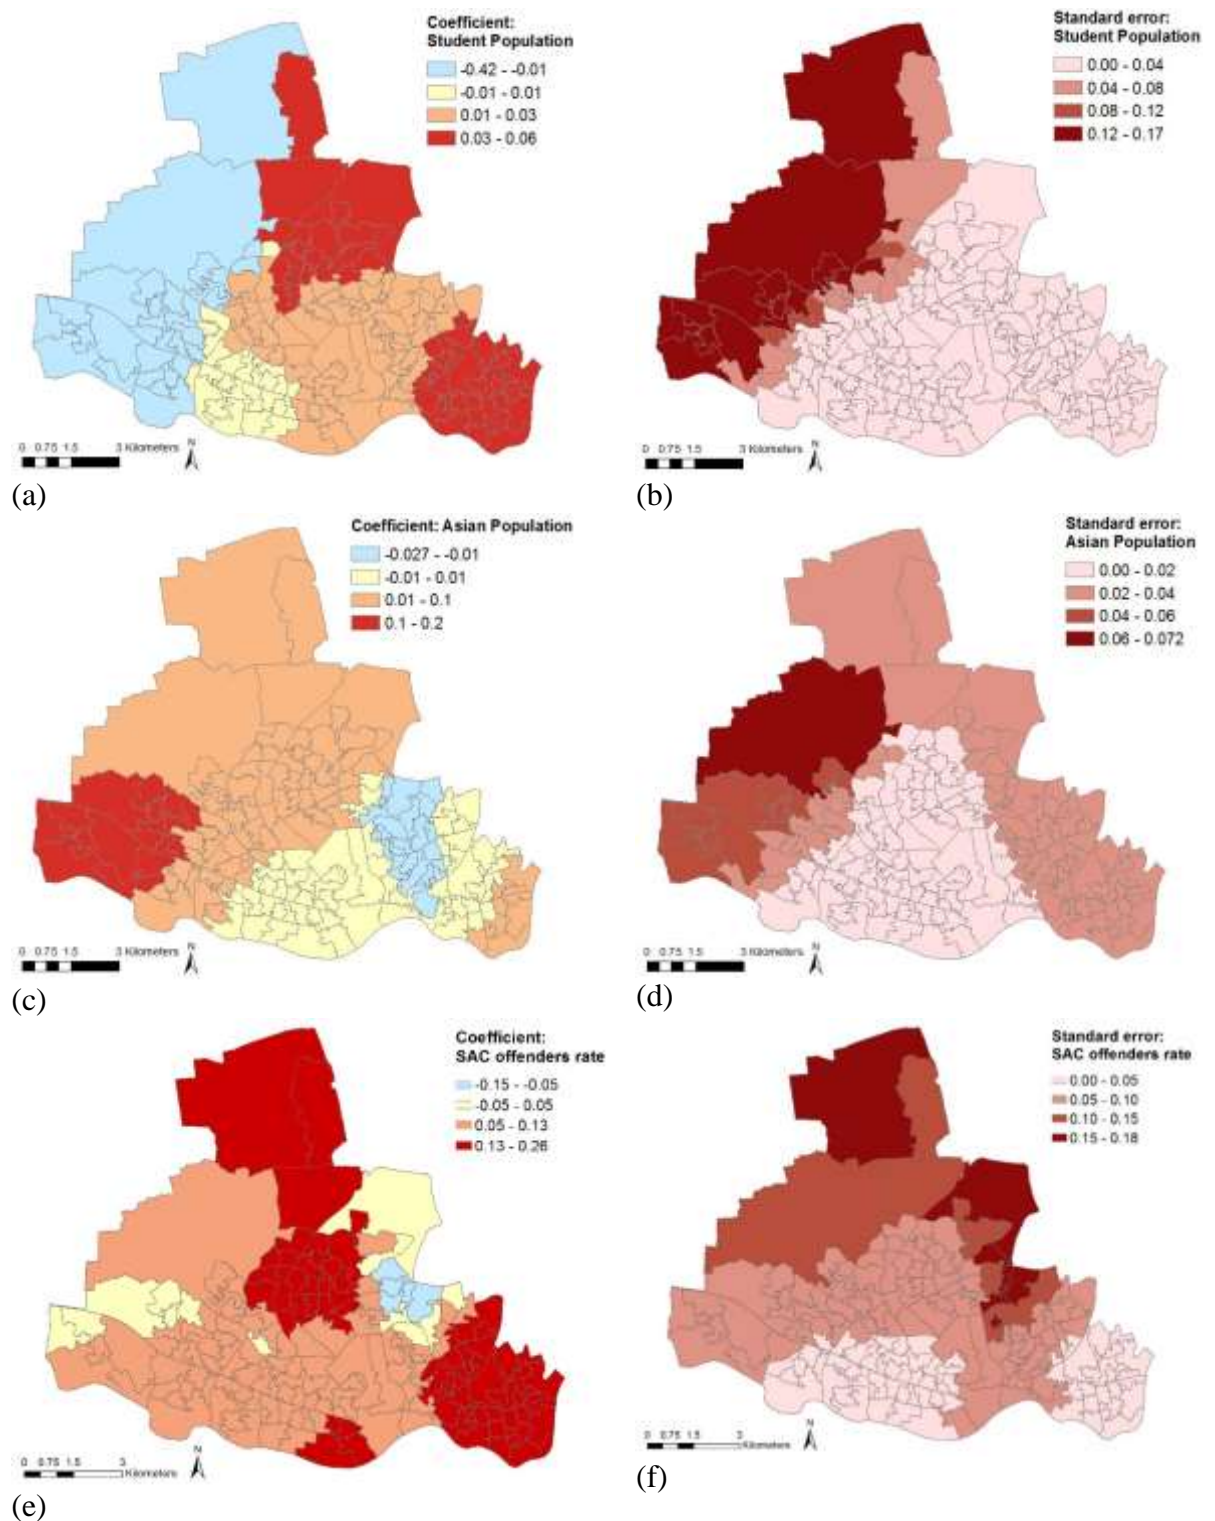 Coefficient:
Student Population
-0.42 - -0.01
-0.01 - 0.01
0.01 - 0.03
0.03 - 0.06
0 0.75 1.5 3 Kilometers
N
(a)
Standard error:
Student Population
0.00 - 0.04
0.04 - 0.08
0.08 - 0.12
0.12 - 0.17
0 0.75 1.5 3 Kilometers
N
(b)
Coefficient: Asian Population
-0.027 - -0.01
-0.01 - 0.01
0.01 - 0.1
0.1 - 0.2
0 0.75 1.5 3 Kilometers
N
(c)
Standard error:
Asian Population
0.00 - 0.02
0.02 - 0.04
0.04 - 0.06
0.06 - 0.072
0 0.75 1.5 3 Kilometers
N
(d)
Coefficient:
SAC offenders rate
-0.15 - -0.05
-0.05 - 0.05
0.05 - 0.13
0.13 - 0.26
0 0.75 1.5 3
Kilometers
N
(e)
Standard error:
SAC offenders rate
0.00 - 0.05
0.05 - 0.10
0.10 - 0.15
0.15 - 0.18
0 0.75 1.5 3
Kilometers
N
(f)